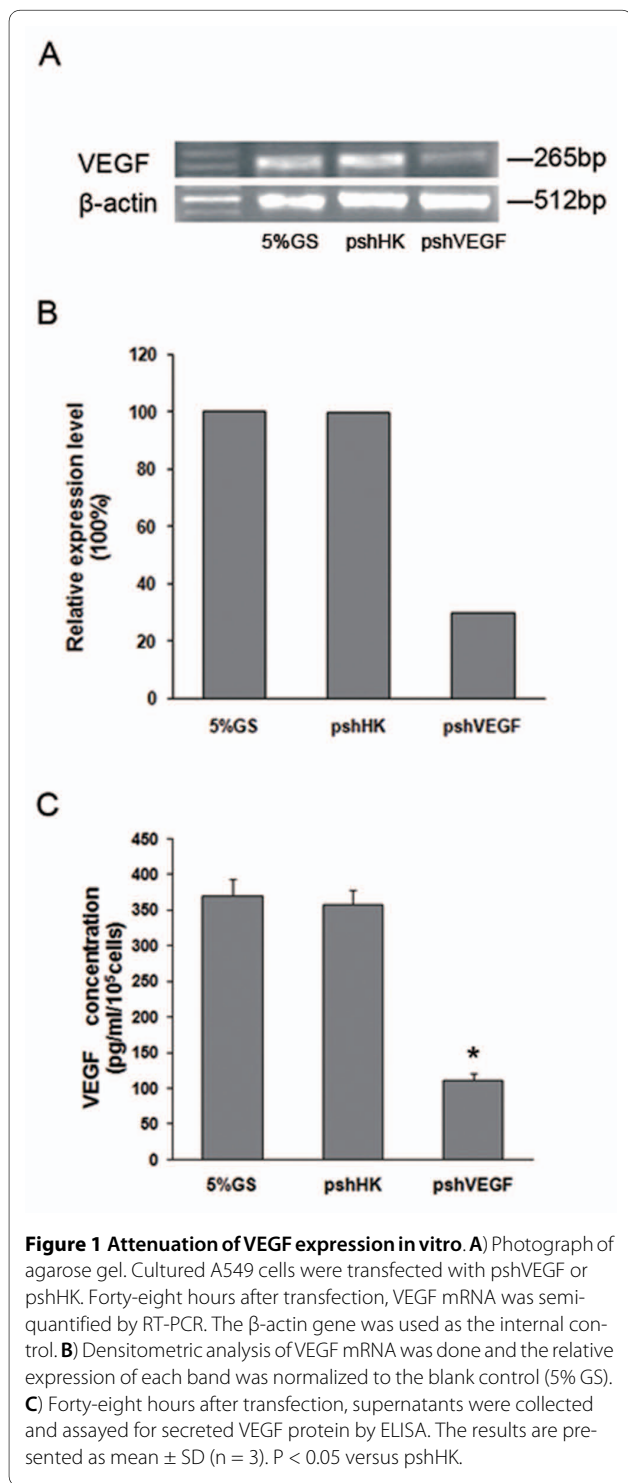 A
VEGF —265bp
β-actin —512bp
5%GS pshHK pshVEGF
B
Relative expression level
(100%)
120
100
80
60
40
20
0
5%GS pshHK pshVEGF
C
VEGF concentration
(pg/ml/10⁵cells)
450
400
350
300
250
200
150
100
50
0
*
5%GS pshHK pshVEGF
Figure 1 Attenuation of VEGF expression in vitro. A) Photograph of
agarose gel. Cultured A549 cells were transfected with pshVEGF or
pshHK. Forty-eight hours after transfection, VEGF mRNA was semi-
quantified by RT-PCR. The β-actin gene was used as the internal con-
trol. B) Densitometric analysis of VEGF mRNA was done and the relative
expression of each band was normalized to the blank control (5% GS).
C) Forty-eight hours after transfection, supernatants were collected
and assayed for secreted VEGF protein by ELISA. The results are pre-
sented as mean ± SD (n = 3). P < 0.05 versus pshHK.